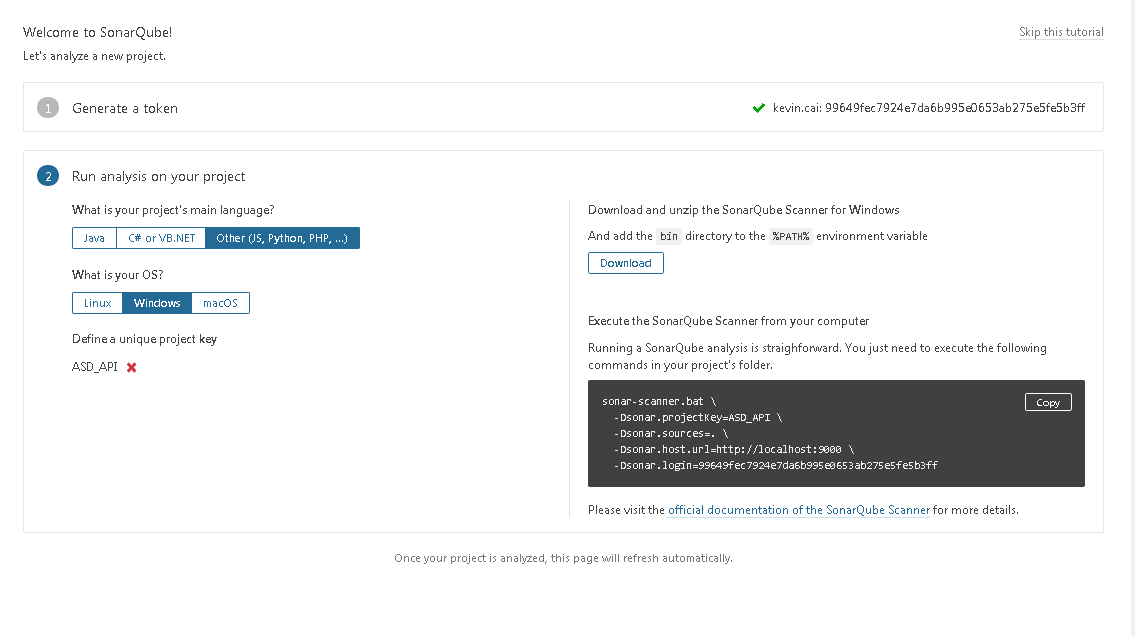 Welcome to SonarQube!
Skip this tutorial
Let's analyze a new project.
1 Generate a token
kevin.cai: 99649fec7924e7da6b995e0653ab275e5fe5b3ff
2 Run analysis on your project
What is your project's main language?
Java C# or VB.NET Other (JS, Python, PHP, ...)
What is your OS?
Linux Windows macOS
Define a unique project key
ASD_API
Download and unzip the SonarQube Scanner for Windows
And add the bin directory to the %PATH% environment variable
Download
Execute the SonarQube Scanner from your computer
Running a SonarQube analysis is straighforward. You just need to execute the following
commands in your project's folder.
Copy
sonar-scanner.bat \
-Dsonar.projectKey=ASD_API \
-Dsonar.sources=. \
-Dsonar.host.url=http://localhost:9000 \
-Dsonar.login=99649fec7924e7da6b995e0653ab275e5fe5b3ff
Please visit the official documentation of the SonarQube Scanner for more details.
Once your project is analyzed, this page will refresh automatically.